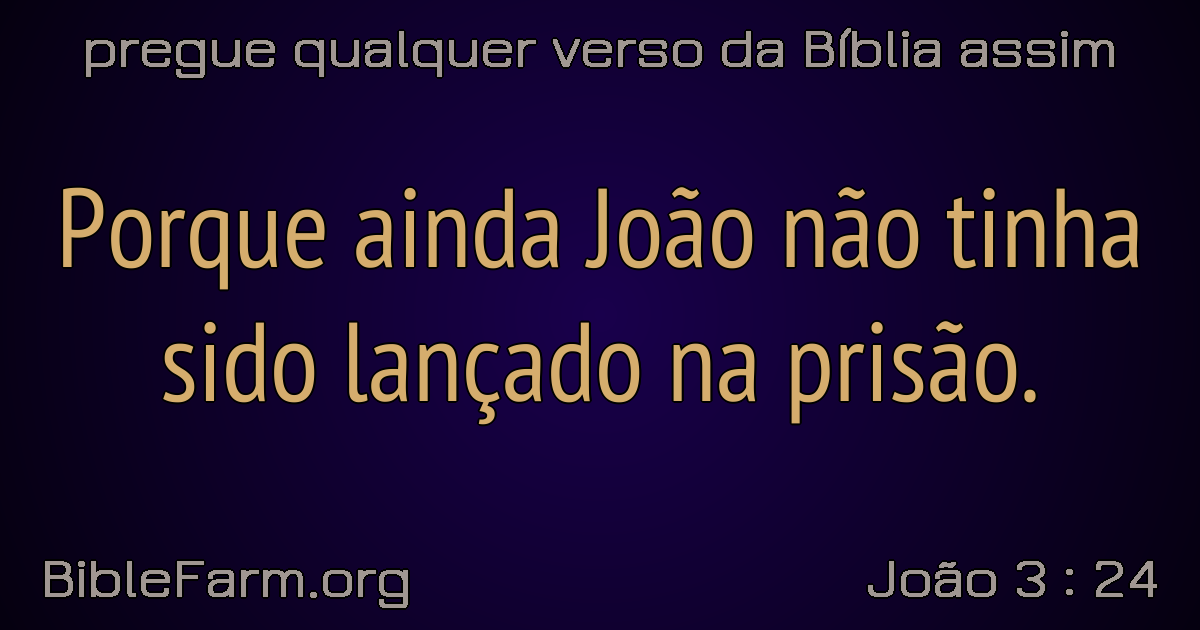 pregue qualquer verso da Bíblia assim
Porque ainda João não tinha
sido lançado na prisão.
BibleFarm.org
João 3 : 24